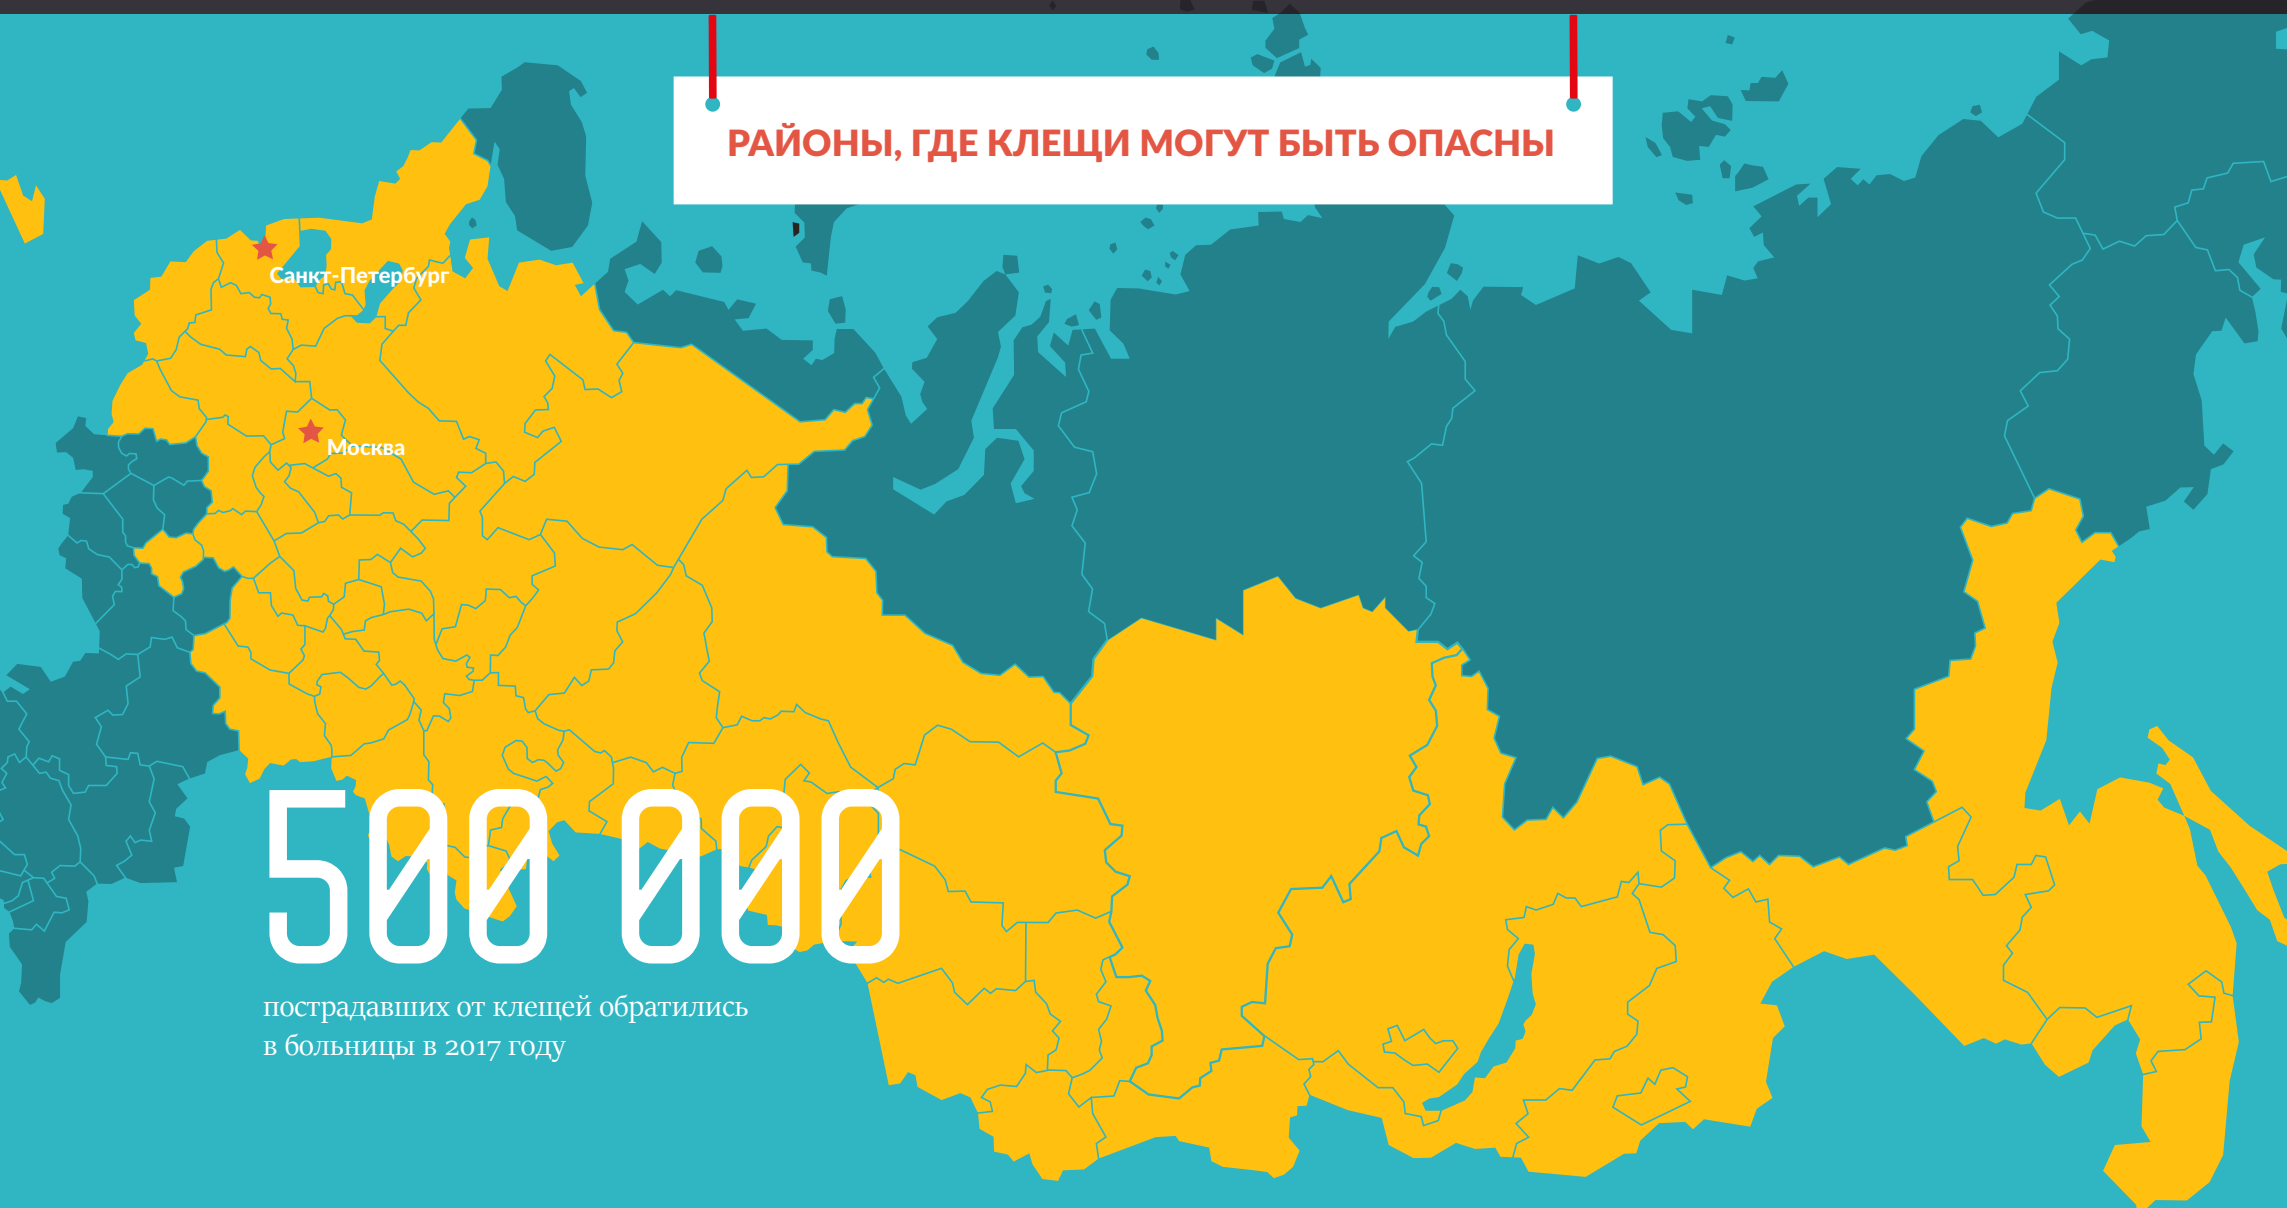 РАЙОНЫ, ГДЕ КЛЕЩИ МОГУТ БЫТЬ ОПАСНЫ
Санкт-Петербург
Москва
500 000
пострадавших от клещей обратились
в больницы в 2017 году